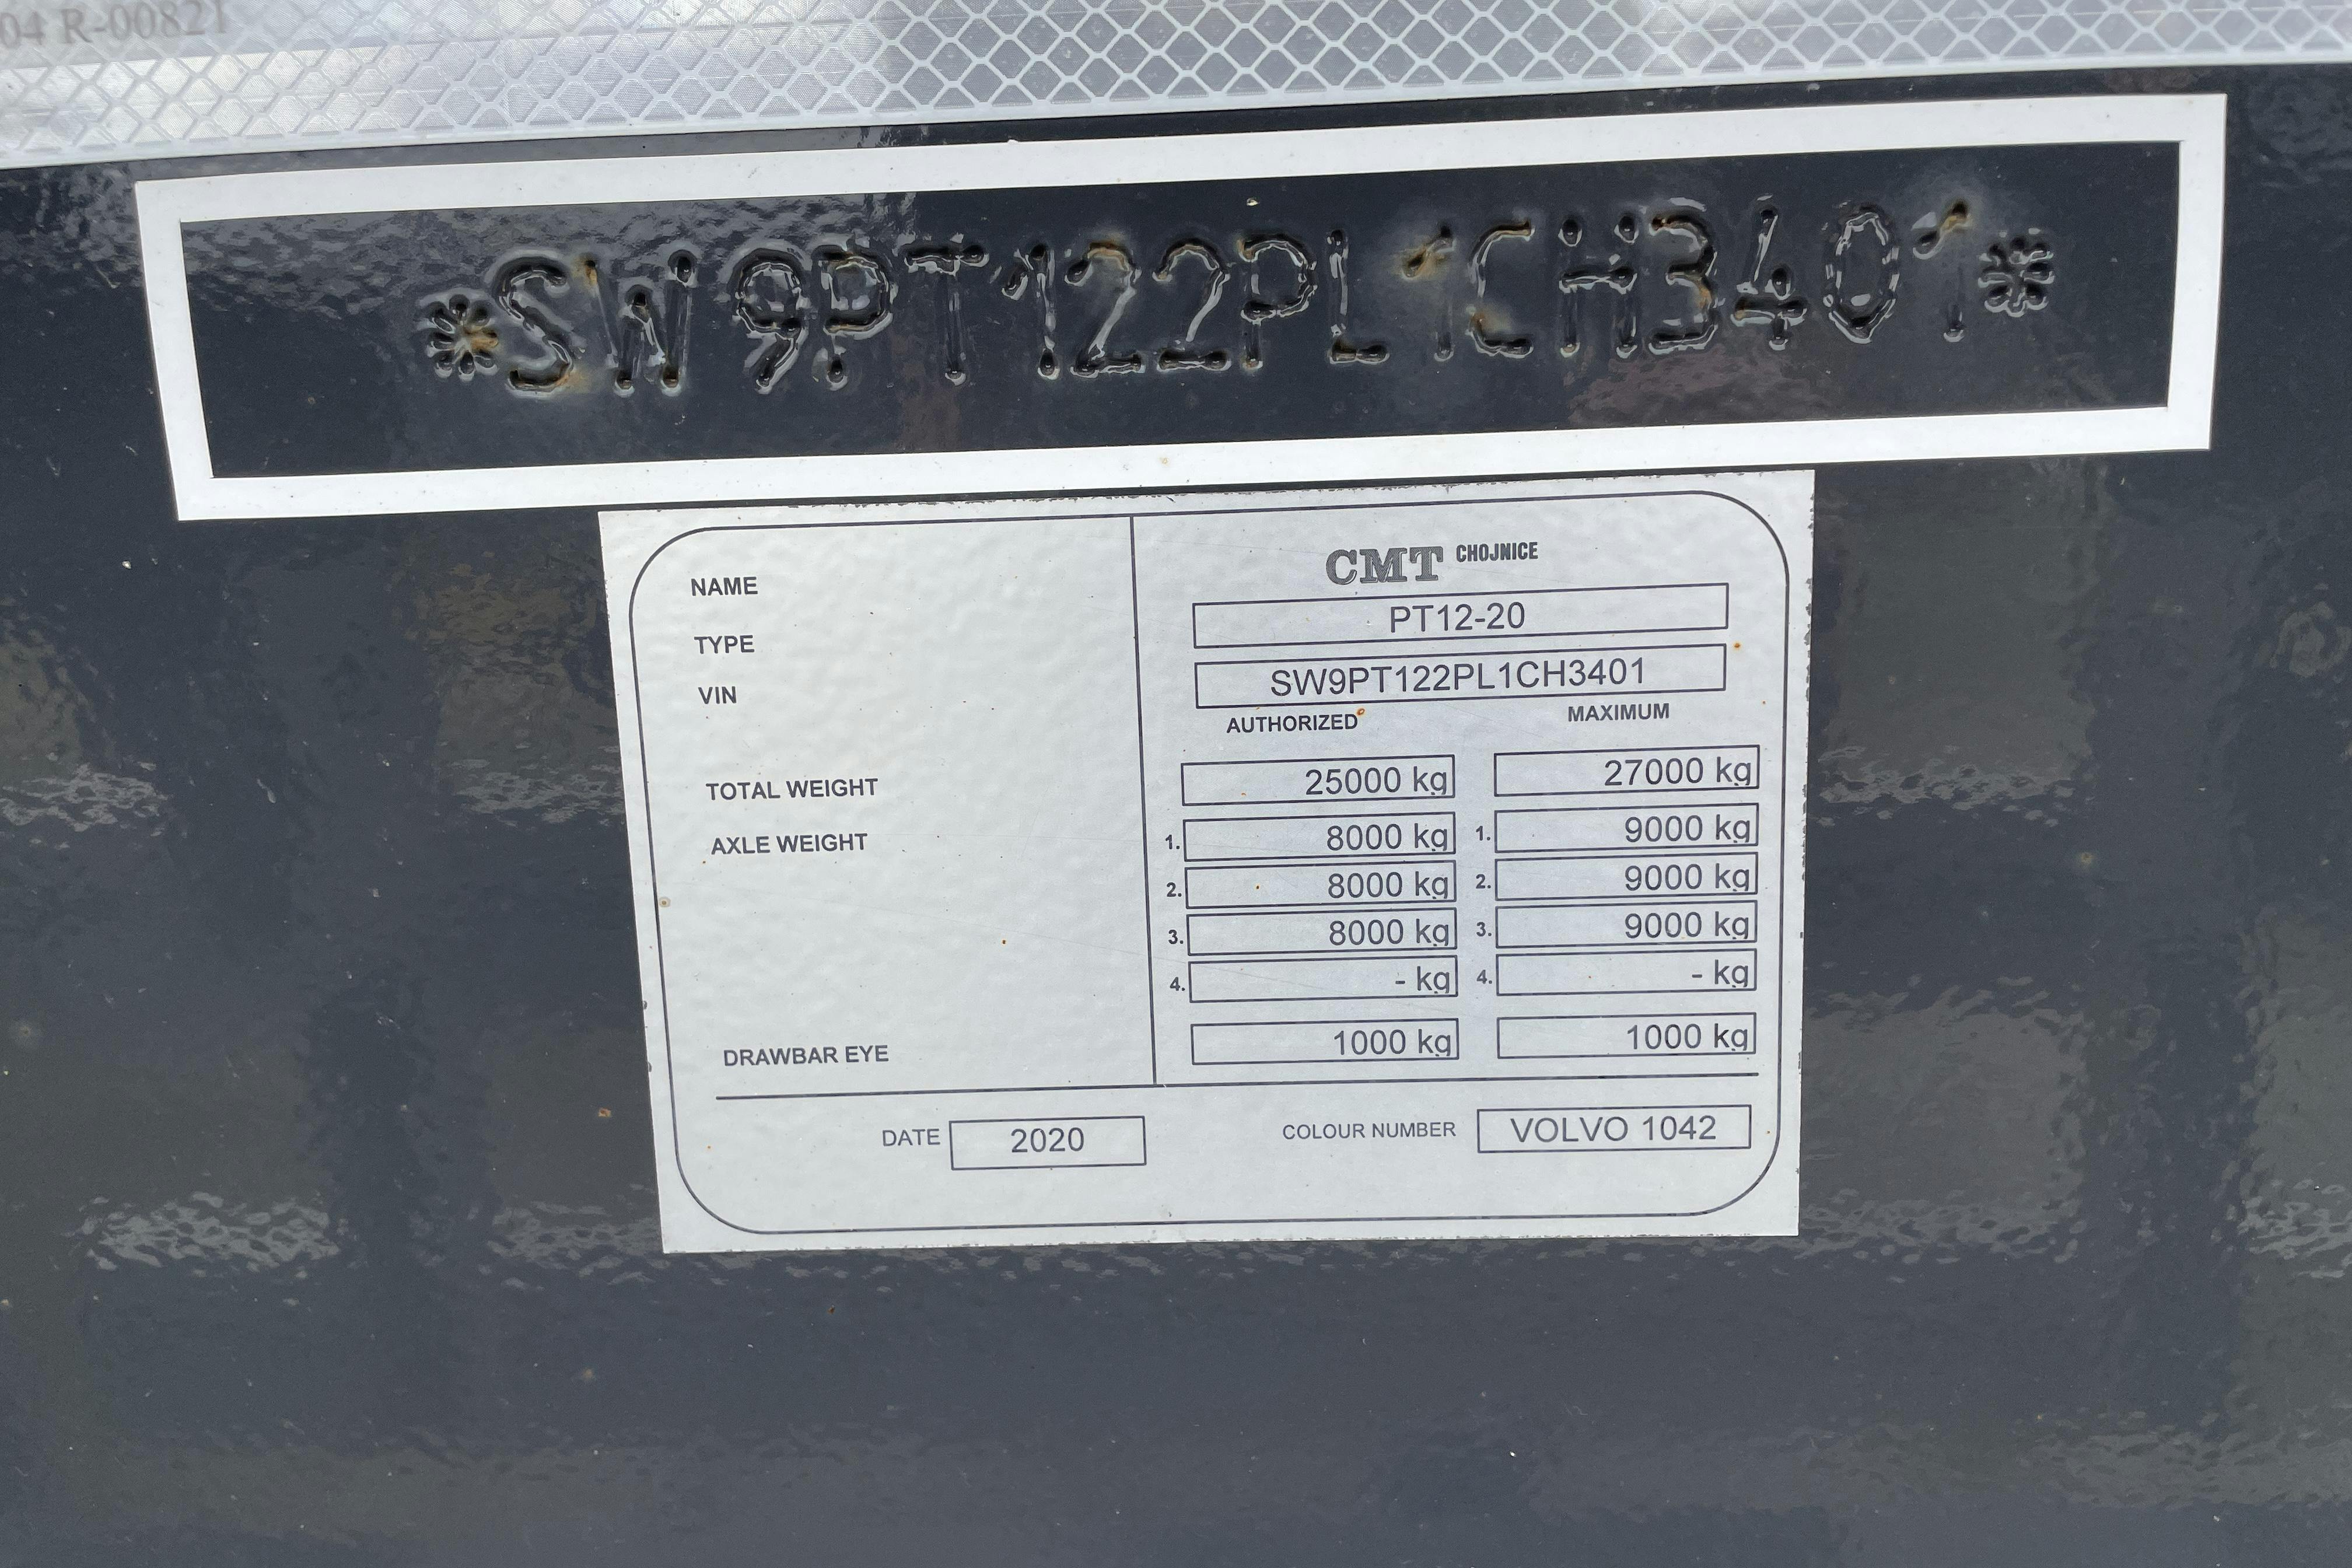 04 R-00821
*SW9PT122PL1CH3401*
CMT CHOJNICE
NAME
TYPE PT12-20
VIN SW9PT122PL1CH3401
AUTHORIZED MAXIMUM
TOTAL WEIGHT 25000 kg 27000 kg
AXLE WEIGHT 1. 8000 kg 1. 9000 kg
2. 8000 kg 2. 9000 kg
3. 8000 kg 3. 9000 kg
4. - kg 4. - kg
DRAWBAR EYE 1000 kg 1000 kg
DATE 2020 COLOUR NUMBER VOLVO 1042